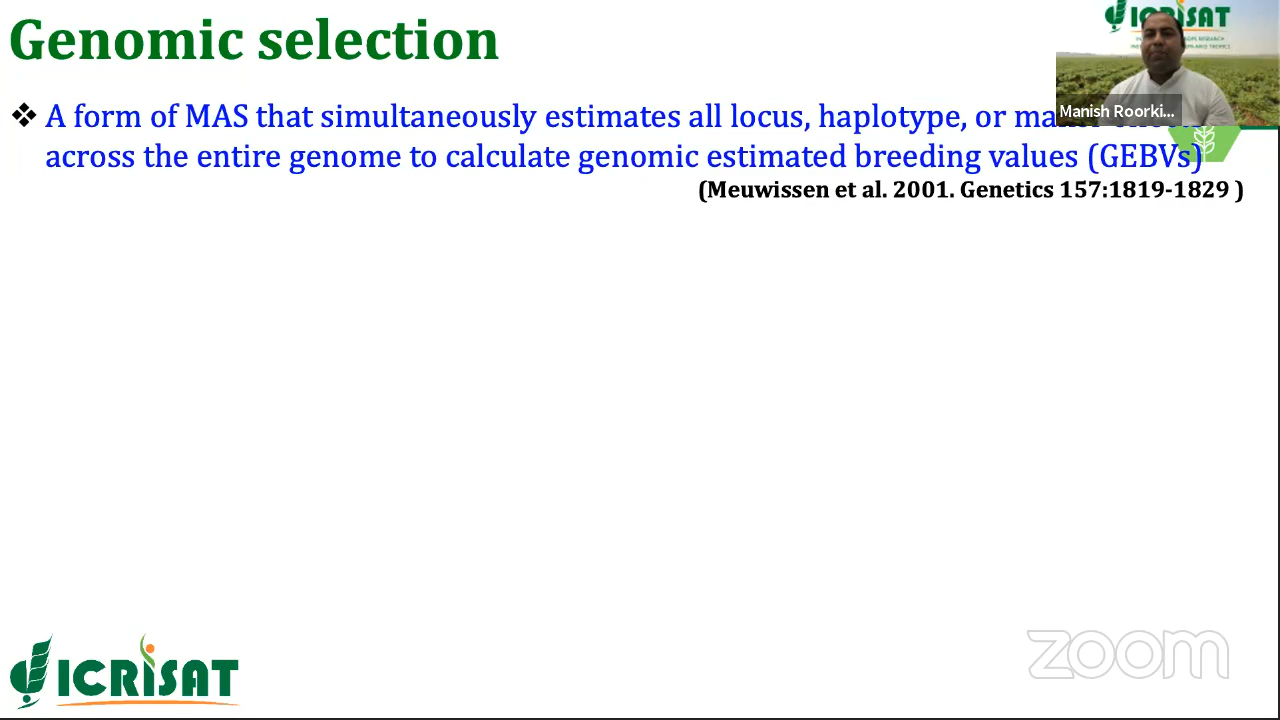 Genomic selection
❖ A form of MAS that simultaneously estimates all locus, haplotype, or
across the entire genome to calculate genomic estimated breeding values (GEBVs)
(Meuwissen et al. 2001. Genetics 157:1819-1829 )
ICRISAT
Manish Roorki...
ICRISAT
zoom